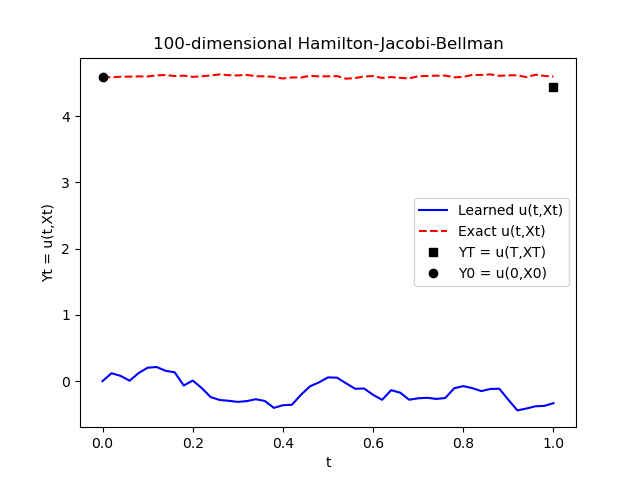 100-dimensional Hamilton-Jacobi-Bellman
Yt = u(t,Xt)
4
3
2
1
0
Learned u(t,Xt)
Exact u(t,Xt)
YT = u(T,XT)
Y0 = u(0,X0)
0.0 0.2 0.4 0.6 0.8 1.0
t